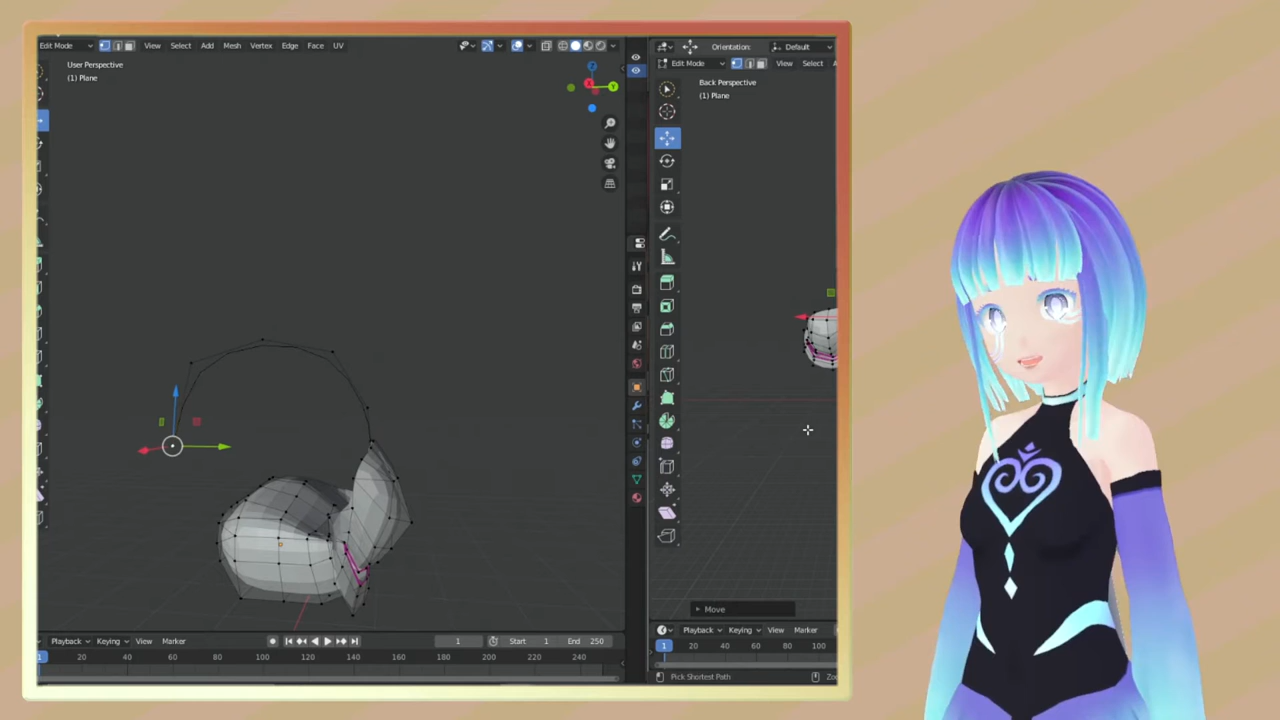 Edit Mode View Select Add Mesh Vertex Edge Face UV
User Perspective
(1) Plane
Z
Y
Playback Keying View Marker 1 Start 1 End 250
1 20 40 60 80 100 120 140 160 180 200 220 240
Orientation: Default
Edit Mode View Select
Back Perspective
(1) Plane
Move
Playback Keying View Marker
1 20 40 60 80 100
Pick Shortest Path